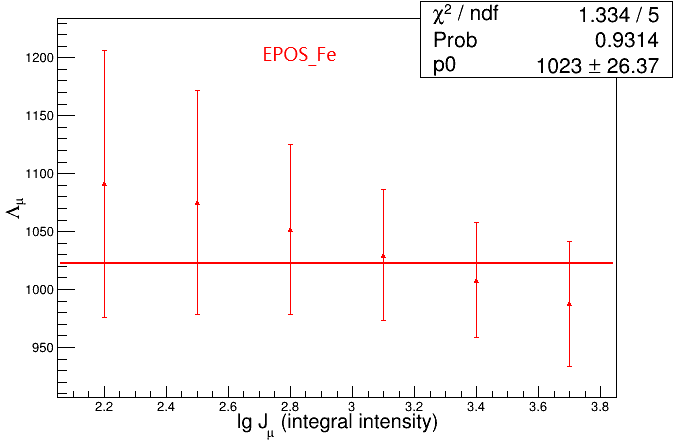 χ² / ndf 1.334 / 5
Prob 0.9314
p0 1023 ± 26.37
EPOS_Fe
Λμ
1200
1150
1100
1050
1000
950
2.2 2.4 2.6 2.8 3 3.2 3.4 3.6 3.8
lg Jμ (integral intensity)